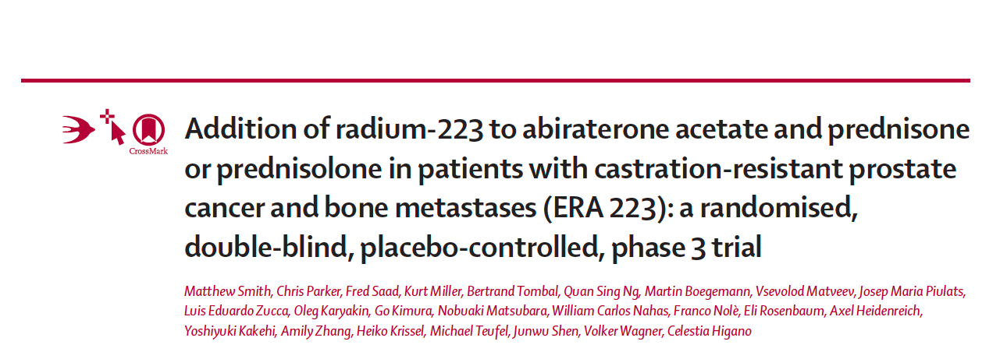 CrossMark
Addition of radium-223 to abiraterone acetate and prednisone
or prednisolone in patients with castration-resistant prostate
cancer and bone metastases (ERA 223): a randomised,
double-blind, placebo-controlled, phase 3 trial
Matthew Smith, Chris Parker, Fred Saad, Kurt Miller, Bertrand Tombal, Quan Sing Ng, Martin Boegemann, Vsevolod Matveev, Josep Maria Piulats,
Luis Eduardo Zucca, Oleg Karyakin, Go Kimura, Nobuaki Matsubara, William Carlos Nahas, Franco Nolè, Eli Rosenbaum, Axel Heidenreich,
Yoshiyuki Kakehi, Amily Zhang, Heiko Krissel, Michael Teufel, Junwu Shen, Volker Wagner, Celestia Higano